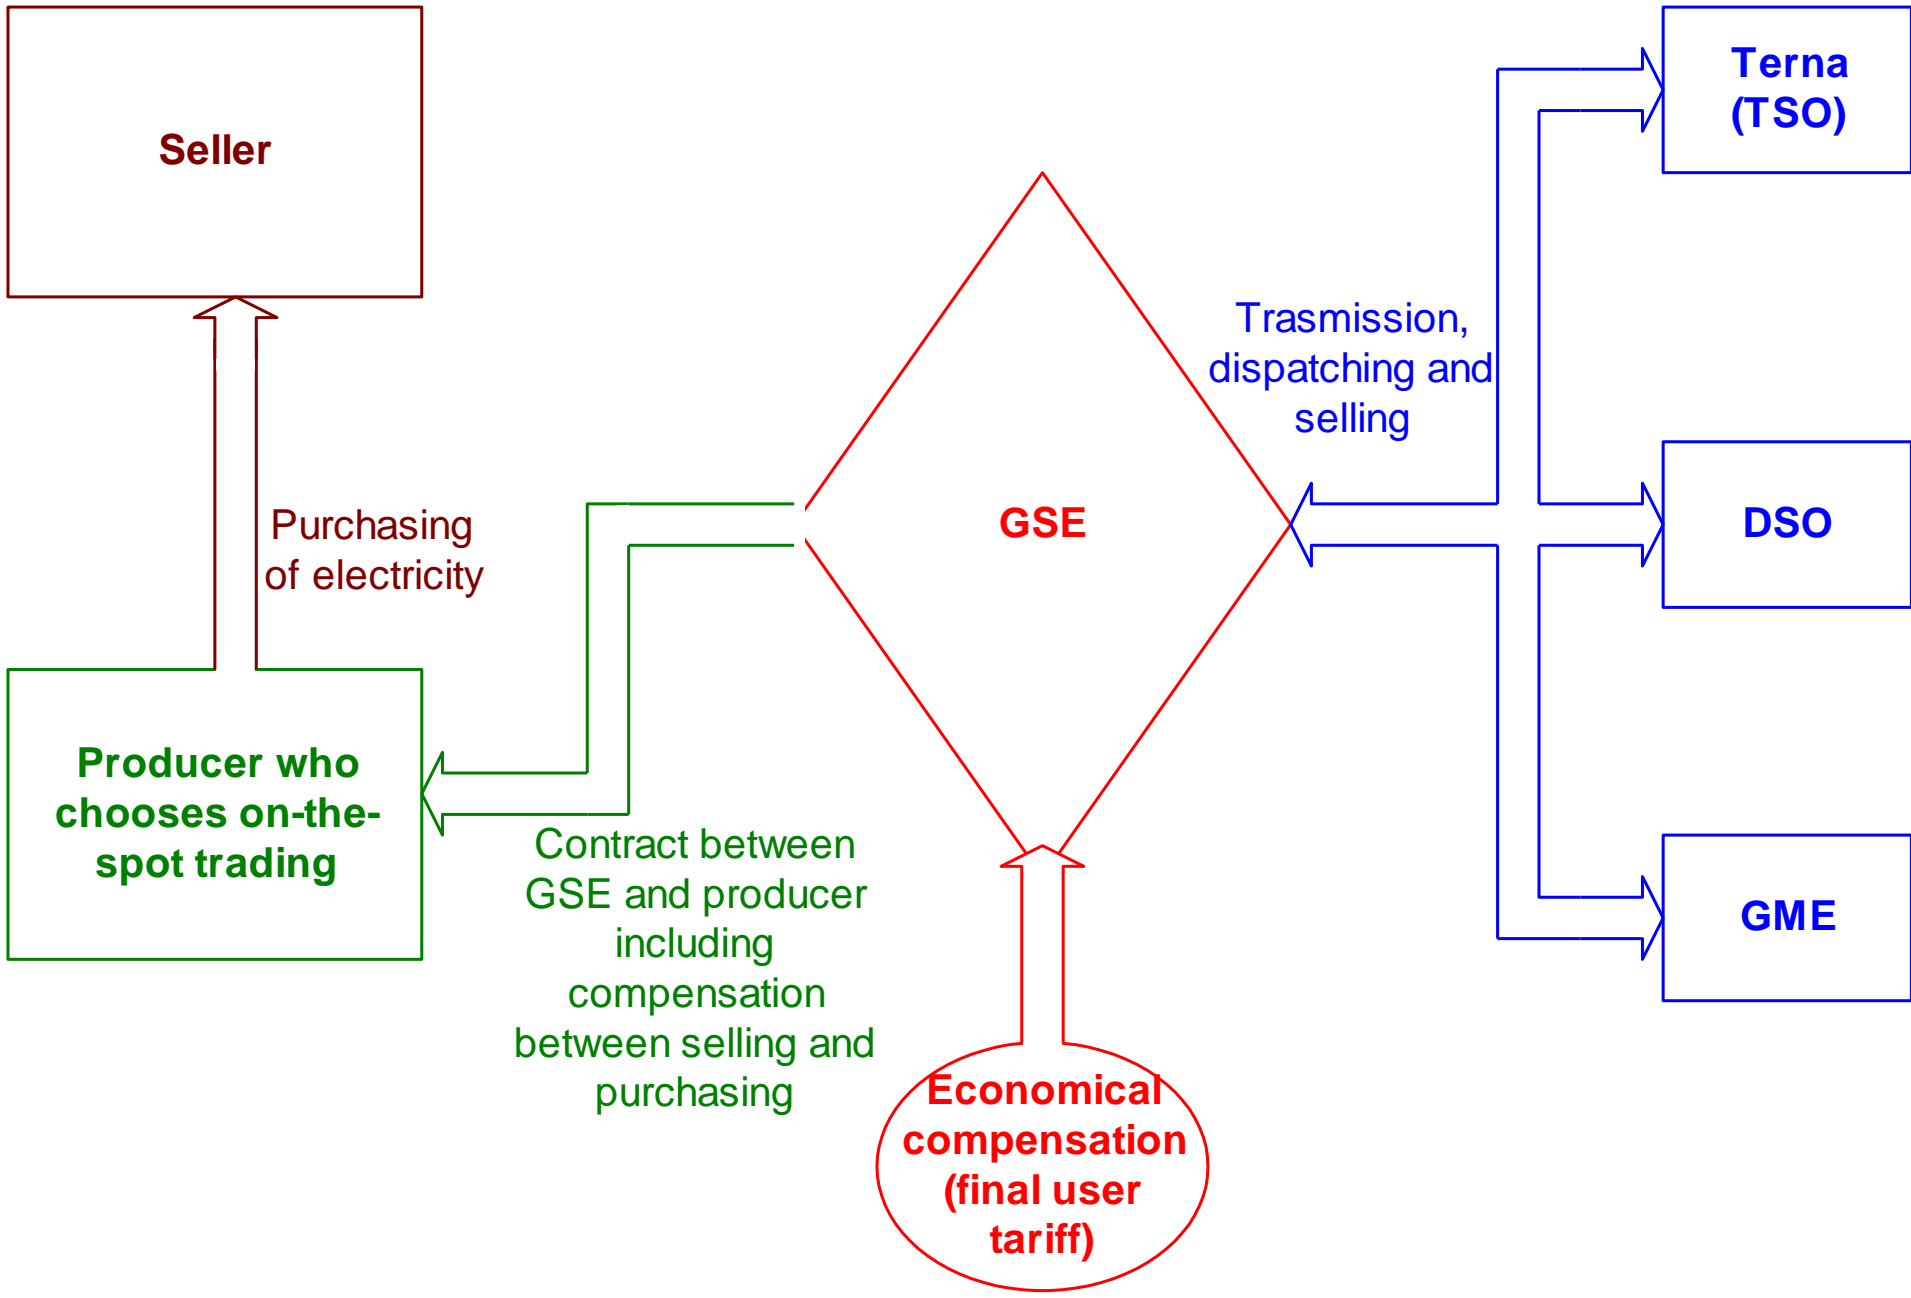 Seller
Purchasing
of electricity
Producer who
chooses on-the-
spot trading
Contract between
GSE and producer
including
compensation
between selling and
purchasing
GSE
Economical
compensation
(final user
tariff)
Trasmission,
dispatching and
selling
Terna
(TSO)
DSO
GME